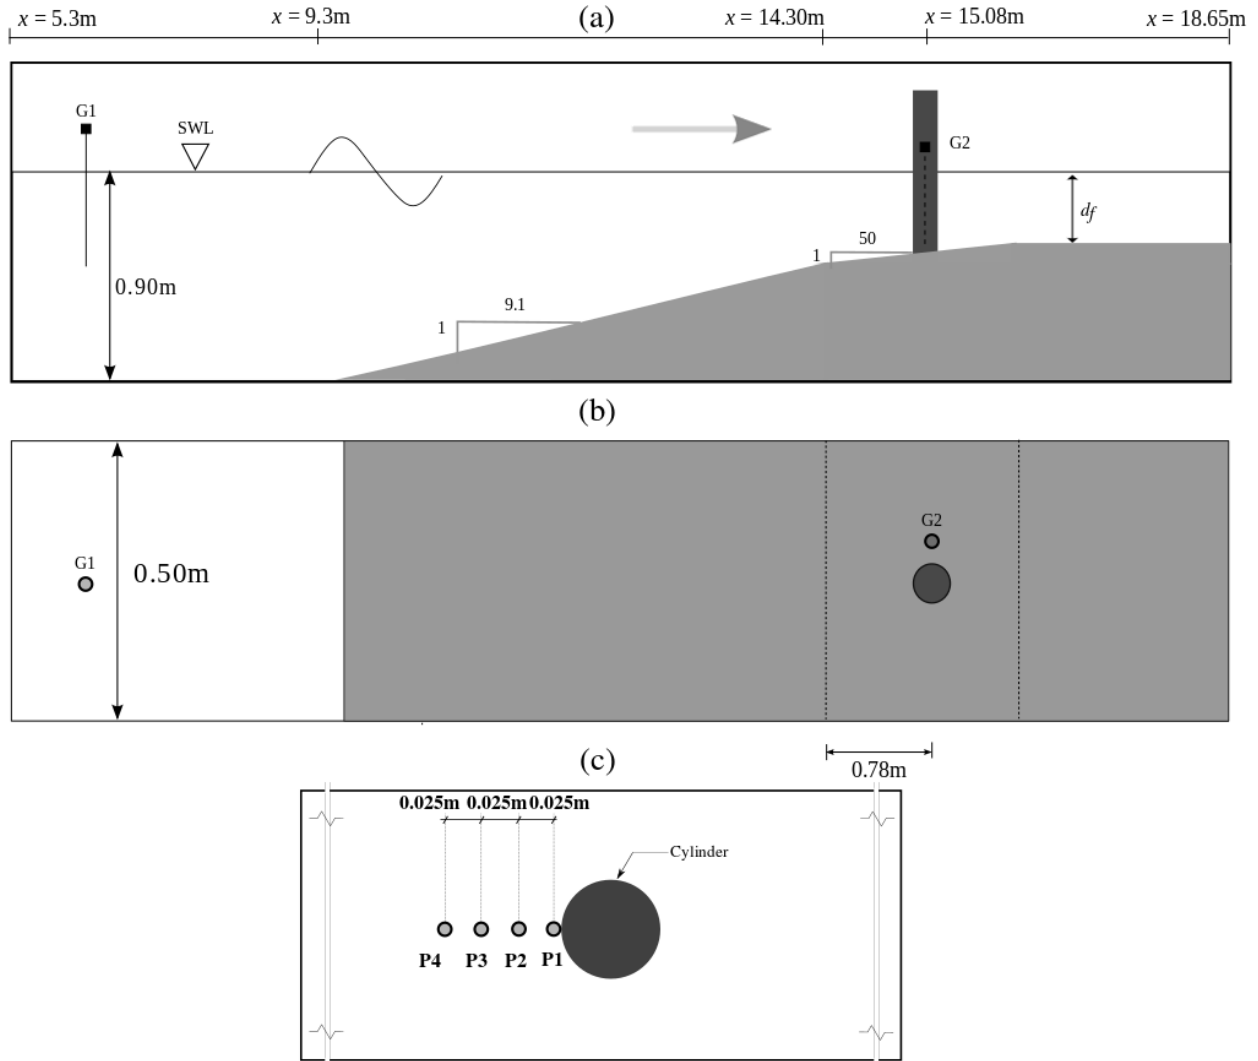 (a)
x = 5.3m
x = 9.3m
x = 14.30m
x = 15.08m
x = 18.65m
G1
SWL
G2
df
0.90m
1
9.1
1
50
(b)
G1
0.50m
G2
0.78m
(c)
0.025m 0.025m 0.025m
Cylinder
P4 P3 P2 P1